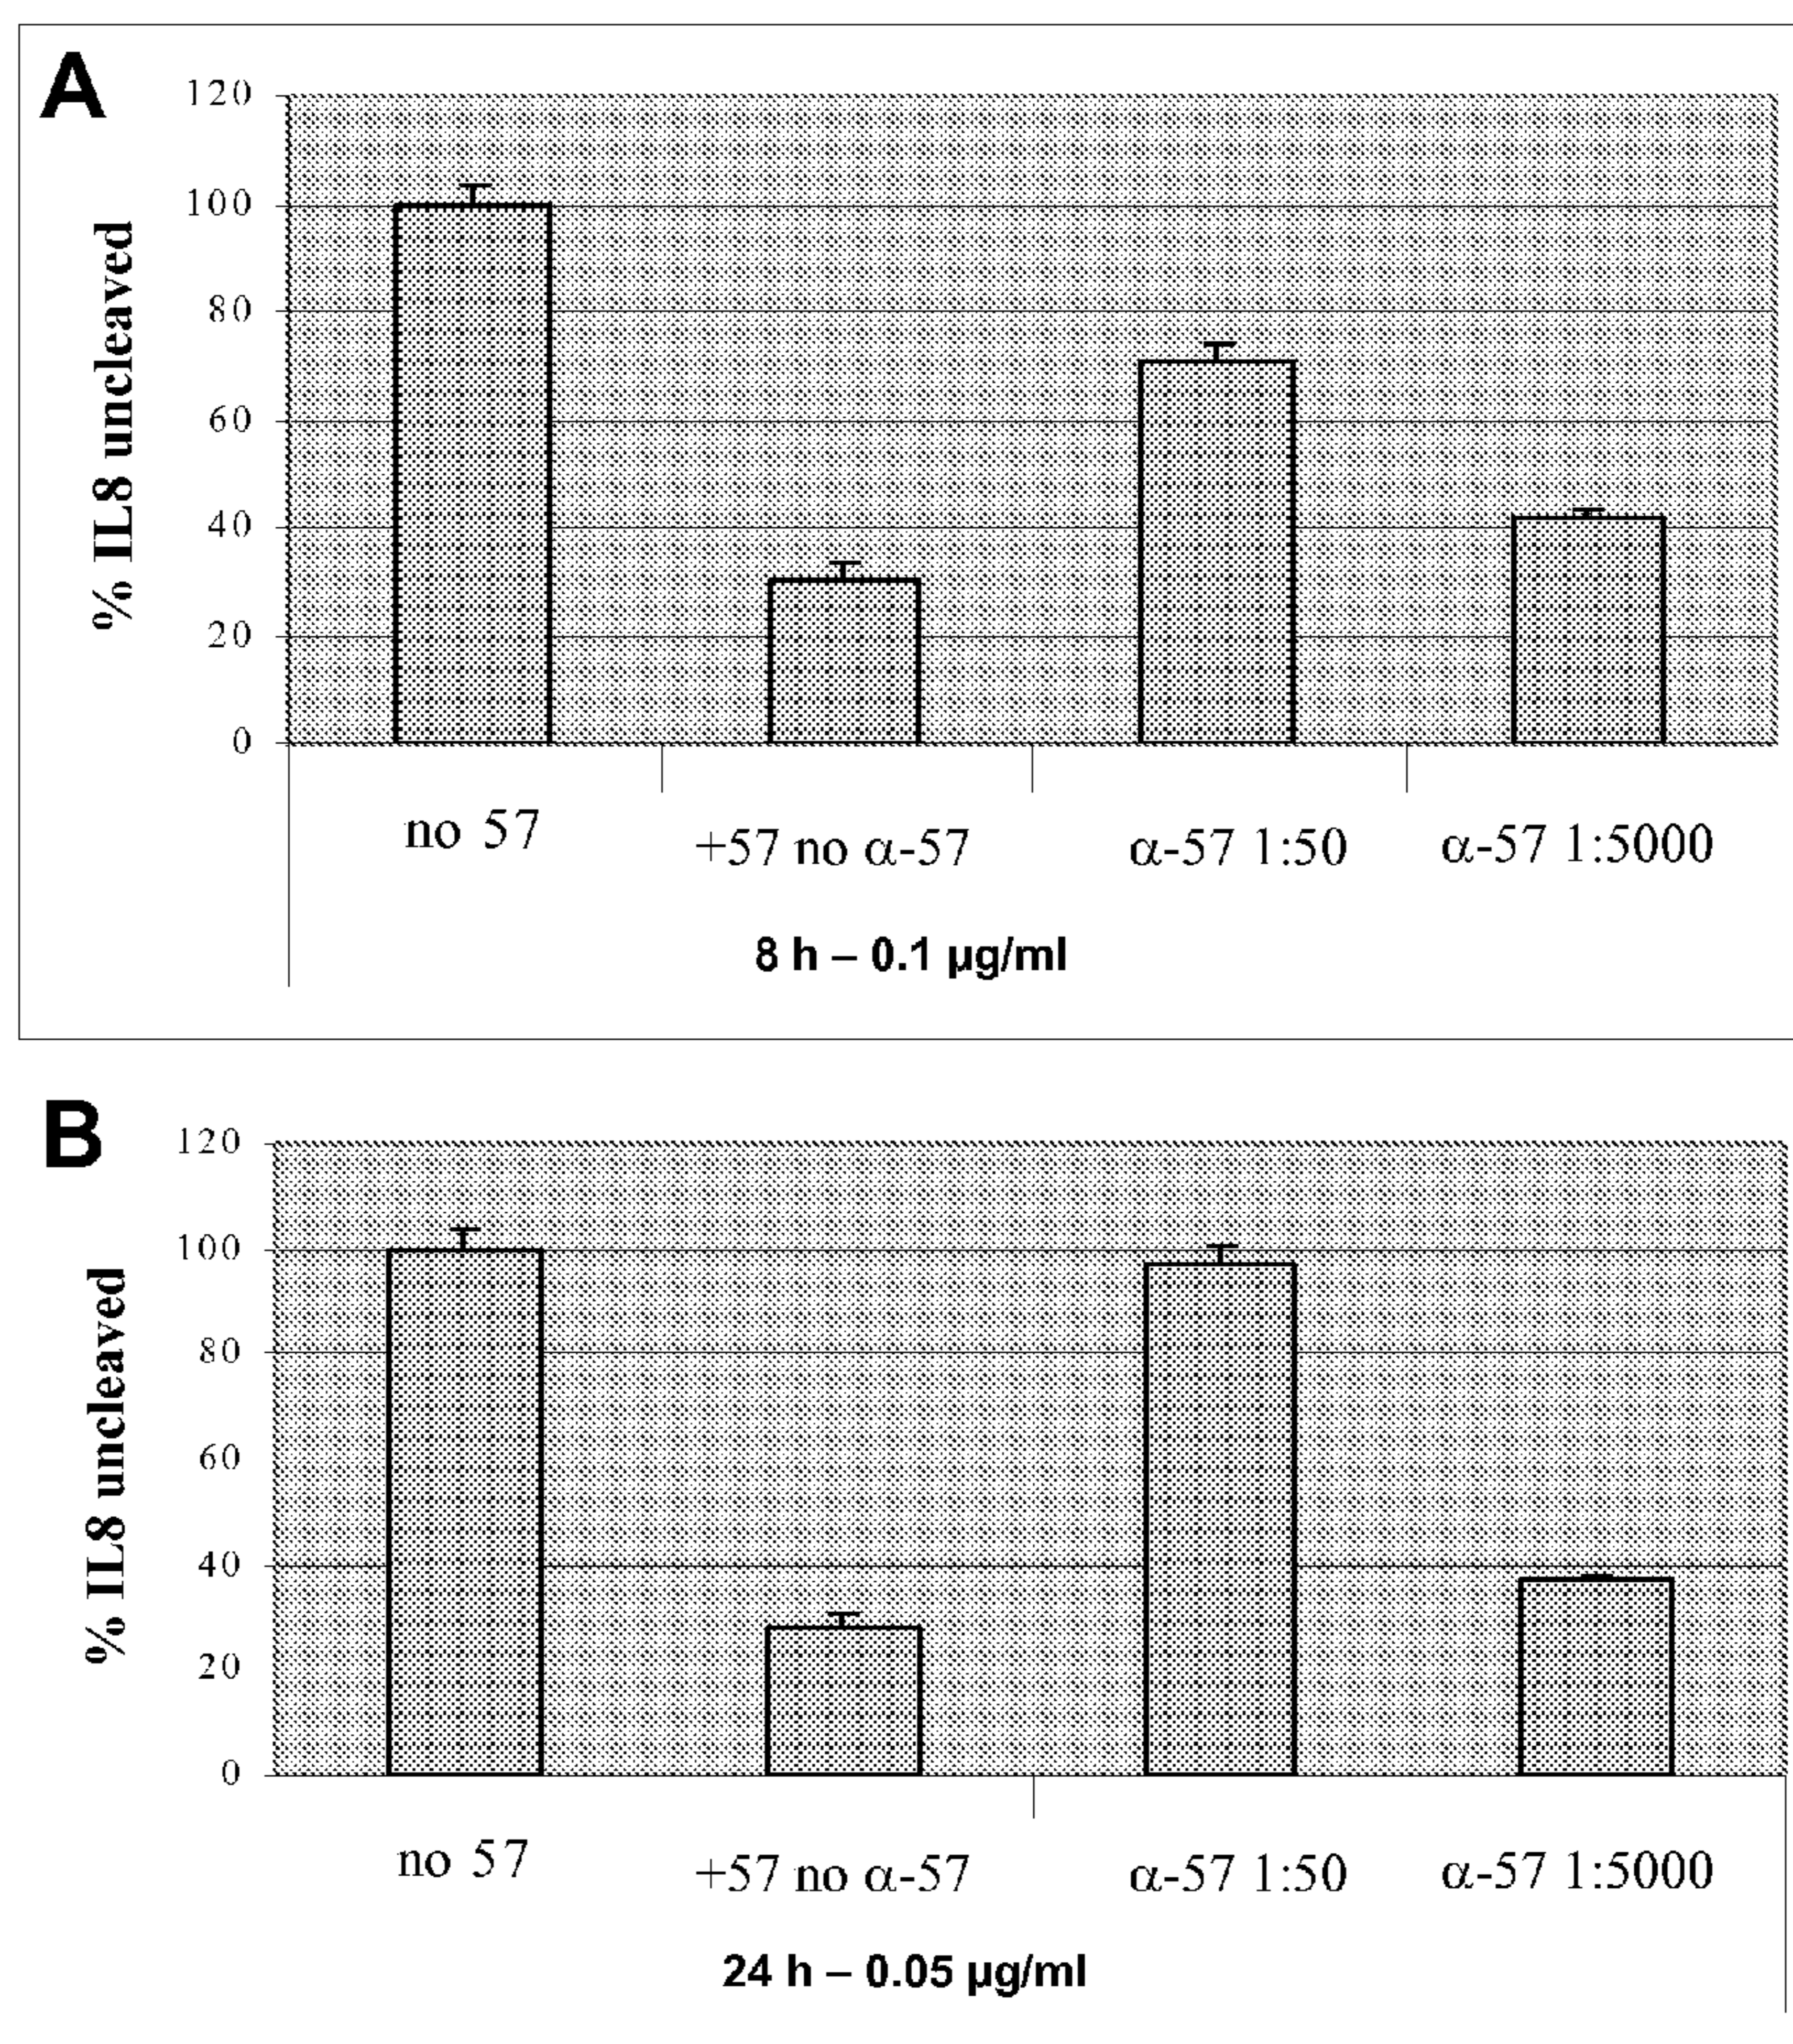 A
120
100
80
60
40
20
0
% IL8 uncleaved
no 57
+57 no α-57
α-57 1:50
α-57 1:5000
8 h – 0.1 µg/ml
B
120
100
80
60
40
20
0
% IL8 uncleaved
no 57
+57 no α-57
α-57 1:50
α-57 1:5000
24 h – 0.05 µg/ml